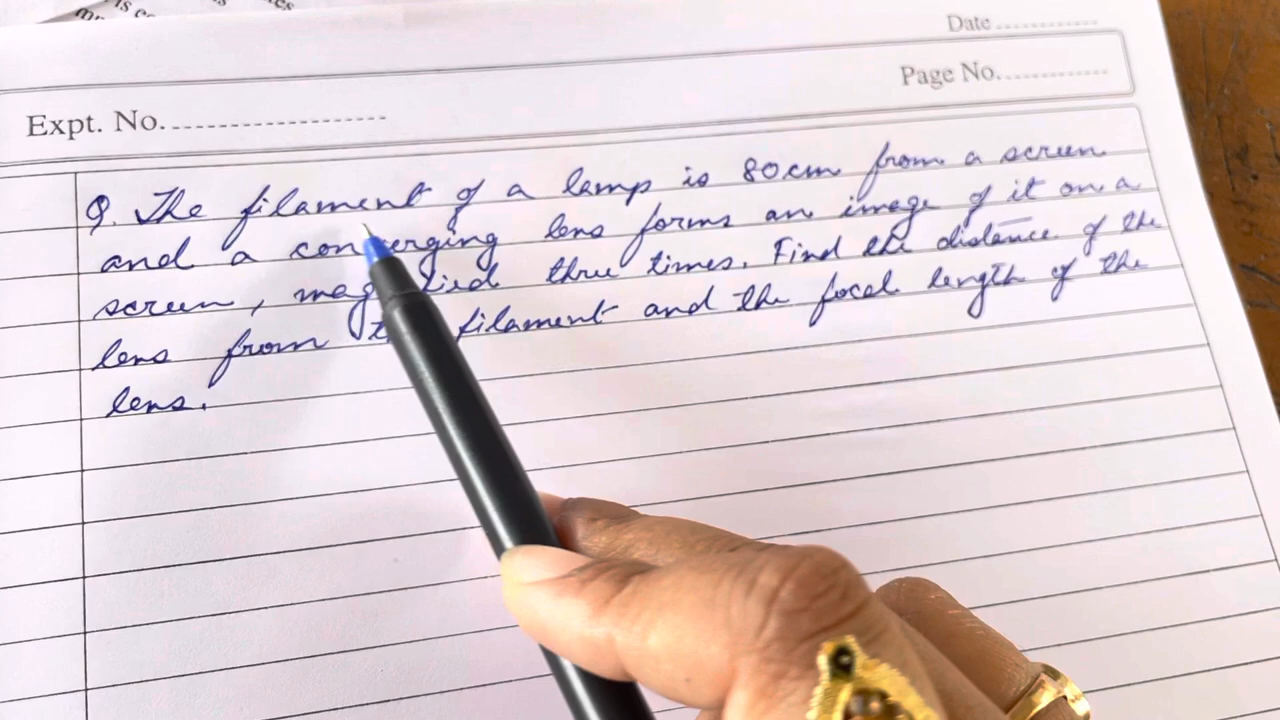 Date ............
Page No. .............
Expt. No. ...................
Q. The filament of a lamp is 80cm from a screen
and a converging lens forms an image of it on a
screen, three times. Find the distance of the
lens from filament and the focal length of the
lens.